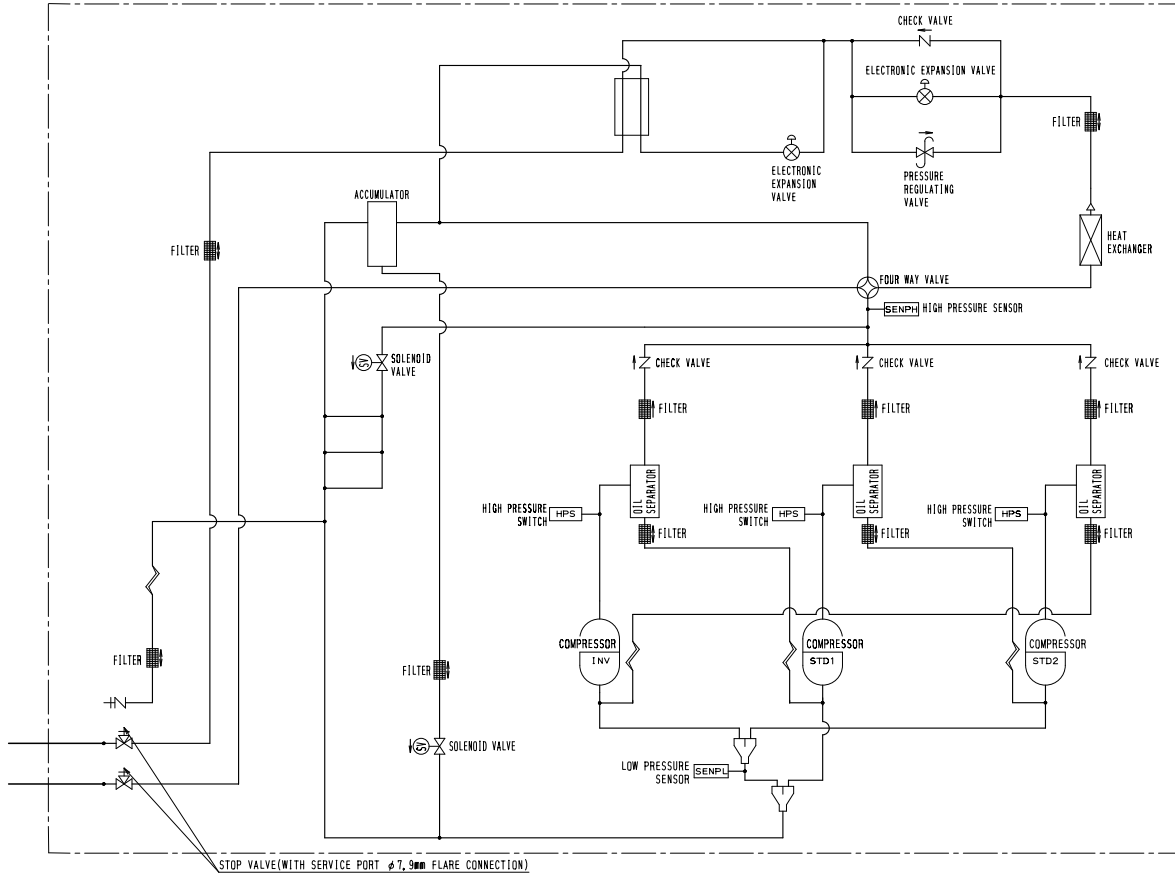 CHECK VALVE
ELECTRONIC EXPANSION VALVE
FILTER
ELECTRONIC
EXPANSION
VALVE
PRESSURE
REGULATING
VALVE
ACCUMULATOR
FILTER
HEAT
EXCHANGER
FOUR WAY VALVE
SENPH HIGH PRESSURE SENSOR
SV SOLENOID
VALVE
CHECK VALVE
CHECK VALVE
CHECK VALVE
FILTER
FILTER
FILTER
OIL
SEPARATOR
OIL
SEPARATOR
OIL
SEPARATOR
HIGH PRESSURE
SWITCH
HPS
HIGH PRESSURE
SWITCH
HPS
HIGH PRESSURE
SWITCH
HPS
FILTER
FILTER
FILTER
COMPRESSOR
INV
COMPRESSOR
STD1
COMPRESSOR
STD2
FILTER
FILTER
SV SOLENOID VALVE
LOW PRESSURE
SENSOR
SENPL
STOP VALVE(WITH SERVICE PORT φ7,9mm FLARE CONNECTION)